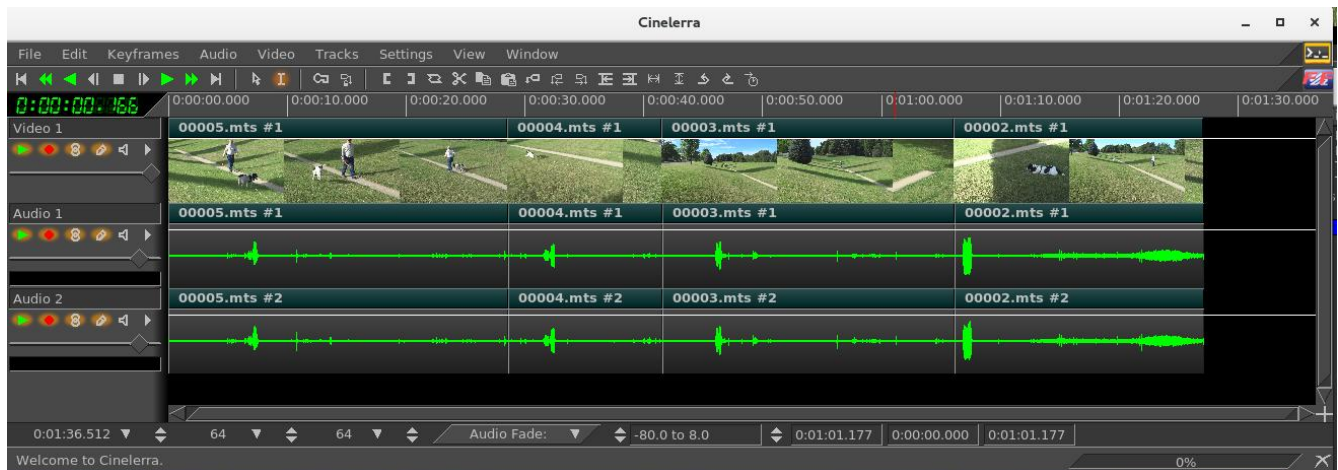 Cinelerra
File Edit Keyframes Audio Video Tracks Settings View Window
0:00:00.166 0:00:00.000 0:00:10.000 0:00:20.000 0:00:30.000 0:00:40.000 0:00:50.000 0:01:00.000 0:01:10.000 0:01:20.000 0:01:30.000
Video 1 00005.mts #1 00004.mts #1 00003.mts #1 00002.mts #1
Audio 1 00005.mts #1 00004.mts #1 00003.mts #1 00002.mts #1
Audio 2 00005.mts #2 00004.mts #2 00003.mts #2 00002.mts #2
0:01:36.512 64 64 Audio Fade: -80.0 to 8.0 0:01:01.177 0:00:00.000 0:01:01.177
Welcome to Cinelerra. 0%